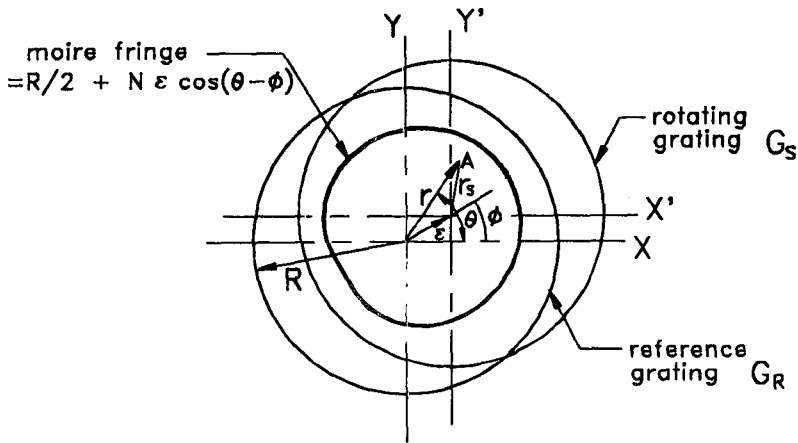 Y Y'
moire fringe
=R/2 + N ε cos(θ-ϕ)
rotating
grating G_S
A
r r_s
X'
ε θ ϕ
X
R
reference
grating G_R